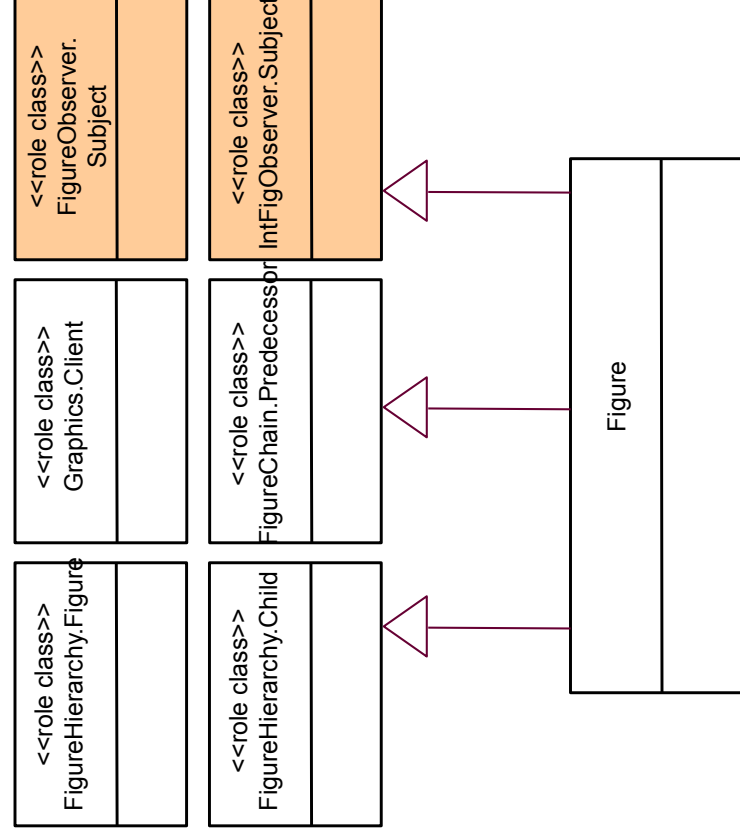 <<role class>>
FigureHierarchy.Figure
<<role class>>
Graphics.Client
<<role class>>
FigureObserver.
Subject
<<role class>>
FigureHierarchy.Child
<<role class>>
FigureChain.Predecessor
<<role class>>
IntFigObserver.Subject
Figure